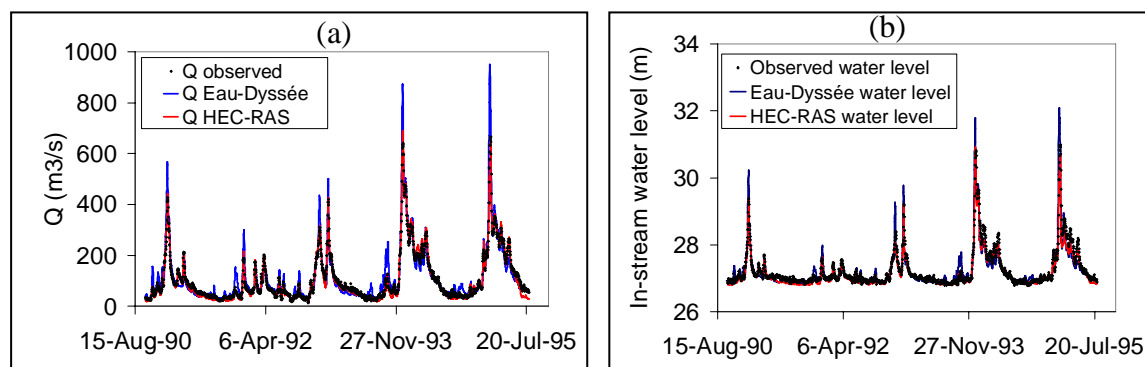 (a)
1000
800
600
400
200
0
Q (m3/s)
Q observed
Q Eau-Dyssée
Q HEC-RAS
15-Aug-90 6-Apr-92 27-Nov-93 20-Jul-95
(b)
34
32
30
28
26
In-stream water level (m)
Observed water level
Eau-Dyssée water level
HEC-RAS water level
15-Aug-90 6-Apr-92 27-Nov-93 20-Jul-95